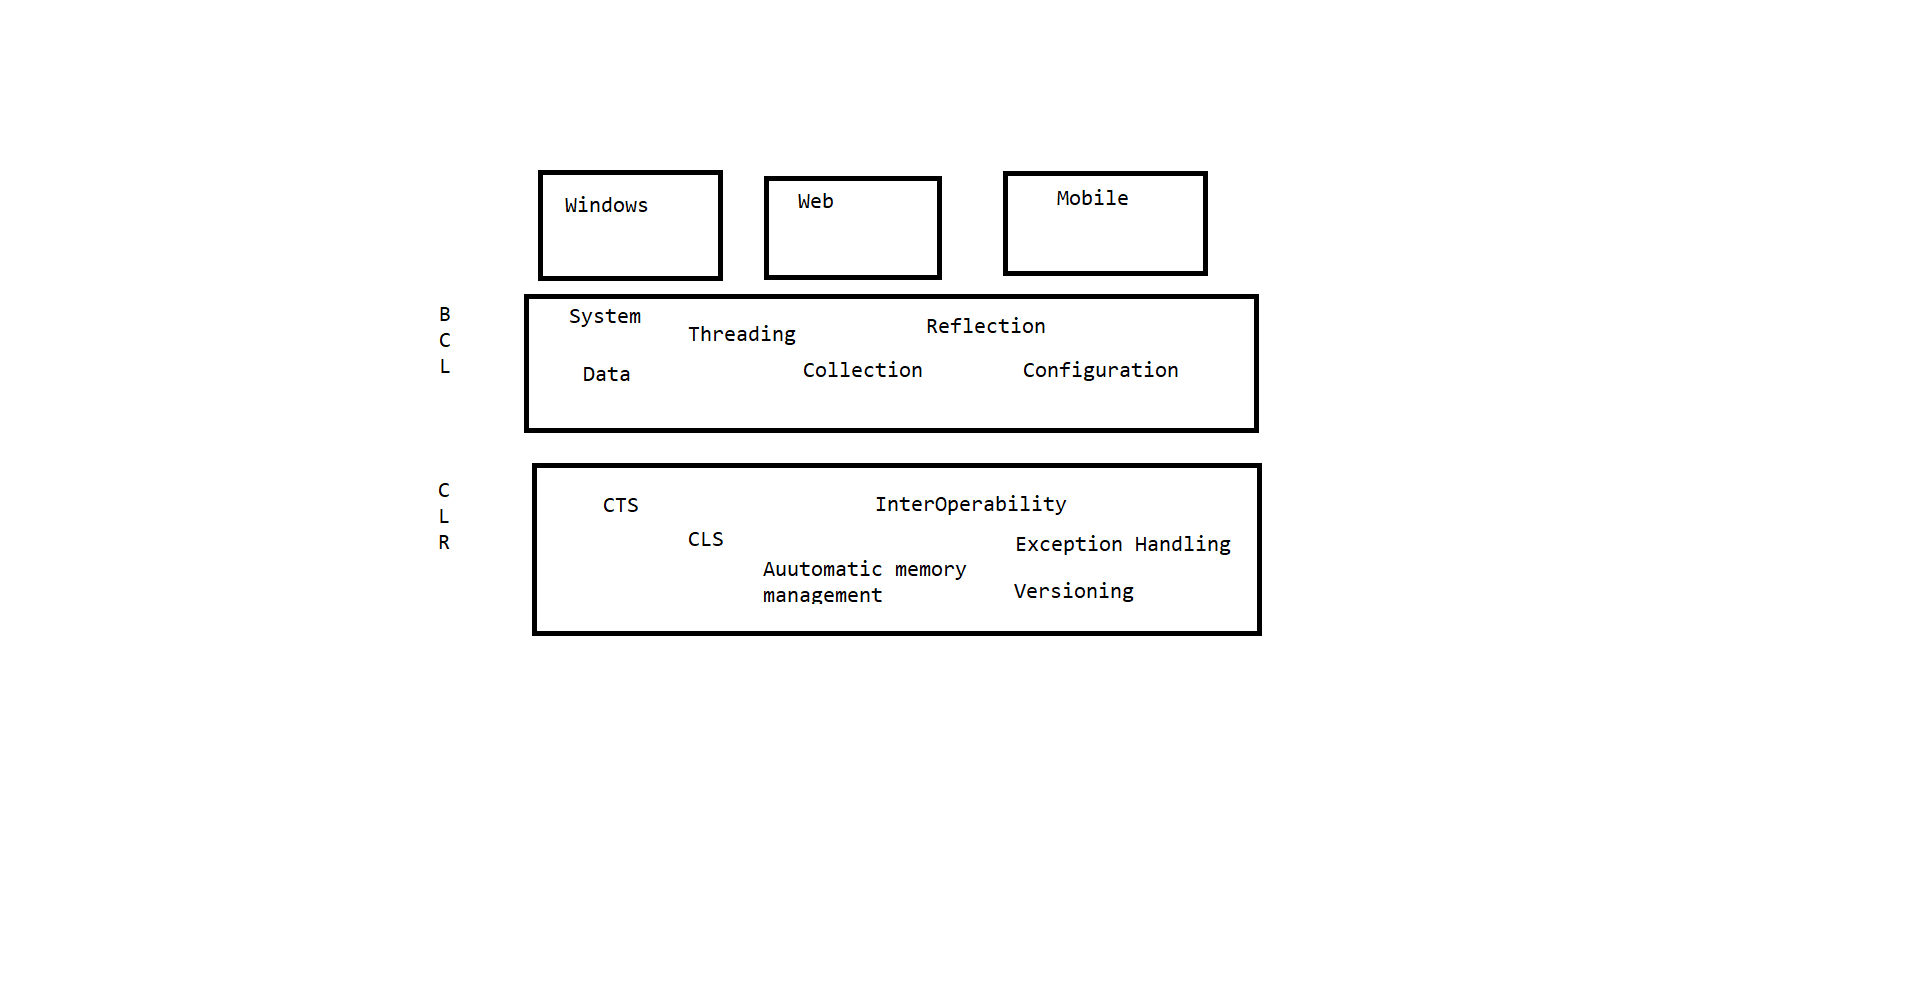 Windows
Web
Mobile
B
C
L
System
Threading
Reflection
Data
Collection
Configuration
C
L
R
CTS
InterOperability
CLS
Exception Handling
Auutomatic memory
management
Versioning